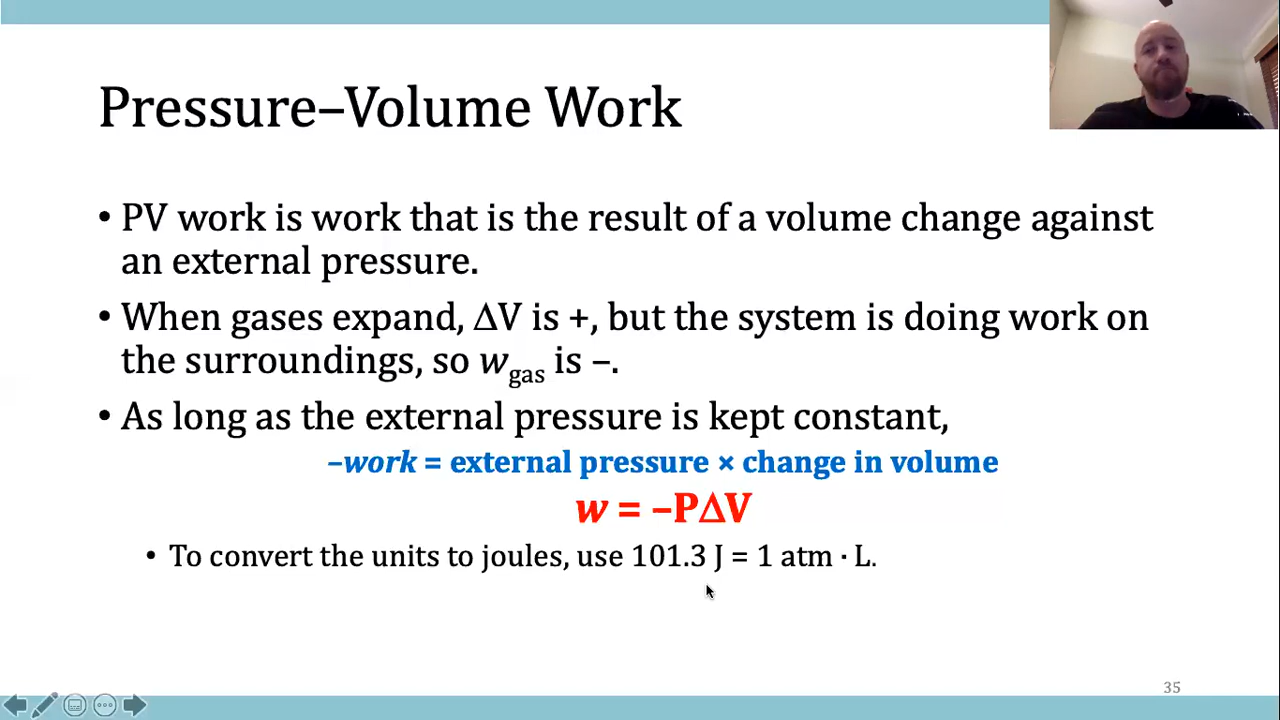 Pressure–Volume Work
• PV work is work that is the result of a volume change against
an external pressure.
• When gases expand, ΔV is +, but the system is doing work on
the surroundings, so wgas is –.
• As long as the external pressure is kept constant,
–work = external pressure × change in volume
w = –PΔV
• To convert the units to joules, use 101.3 J = 1 atm · L.
35